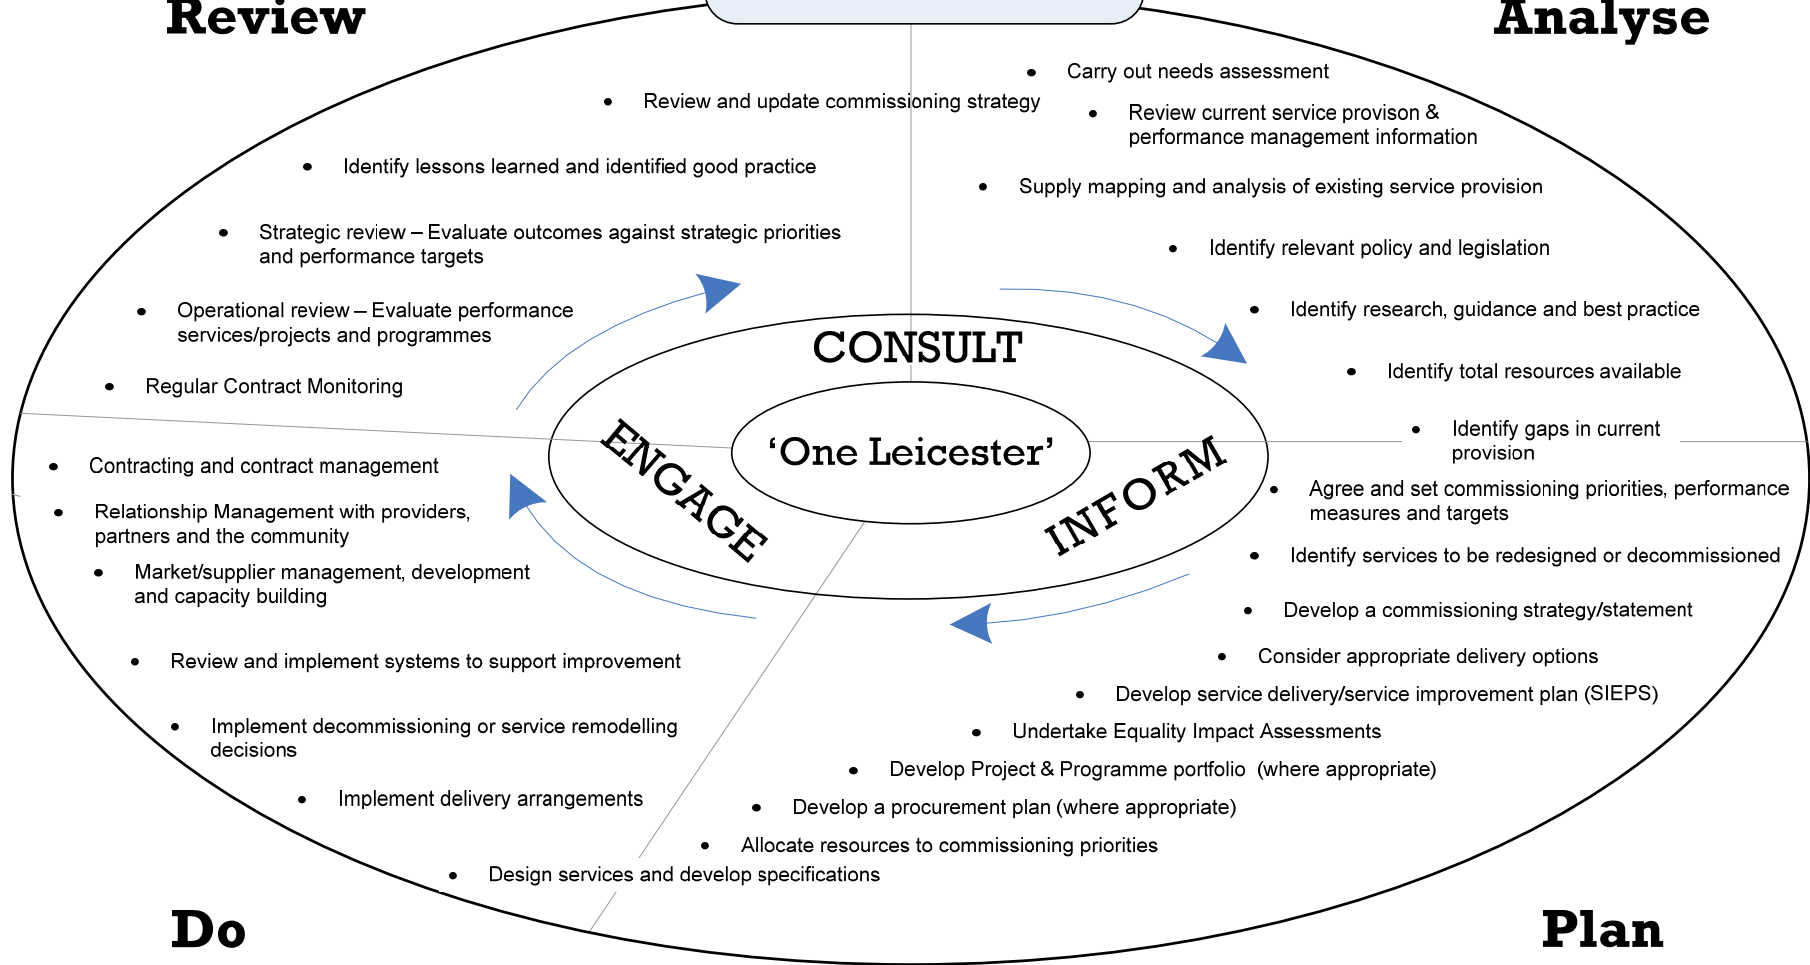 Review
Analyse
• Carry out needs assessment
• Review current service provison &
performance management information
• Supply mapping and analysis of existing service provision
• Identify relevant policy and legislation
• Identify research, guidance and best practice
• Identify total resources available
• Identify gaps in current
provision
• Agree and set commissioning priorities, performance
measures and targets
• Identify services to be redesigned or decommissioned
• Develop a commissioning strategy/statement
• Consider appropriate delivery options
• Develop service delivery/service improvement plan (SIEPS)
• Undertake Equality Impact Assessments
• Develop Project & Programme portfolio (where appropriate)
• Develop a procurement plan (where appropriate)
• Allocate resources to commissioning priorities
• Design services and develop specifications
Plan
Do
• Implement delivery arrangements
• Implement decommissioning or service remodelling
decisions
• Review and implement systems to support improvement
• Market/supplier management, development
and capacity building
• Relationship Management with providers,
partners and the community
• Contracting and contract management
• Regular Contract Monitoring
• Operational review – Evaluate performance
services/projects and programmes
• Strategic review – Evaluate outcomes against strategic priorities
and performance targets
• Identify lessons learned and identified good practice
• Review and update commissioning strategy
CONSULT
INFORM
ENGAGE
‘One Leicester’